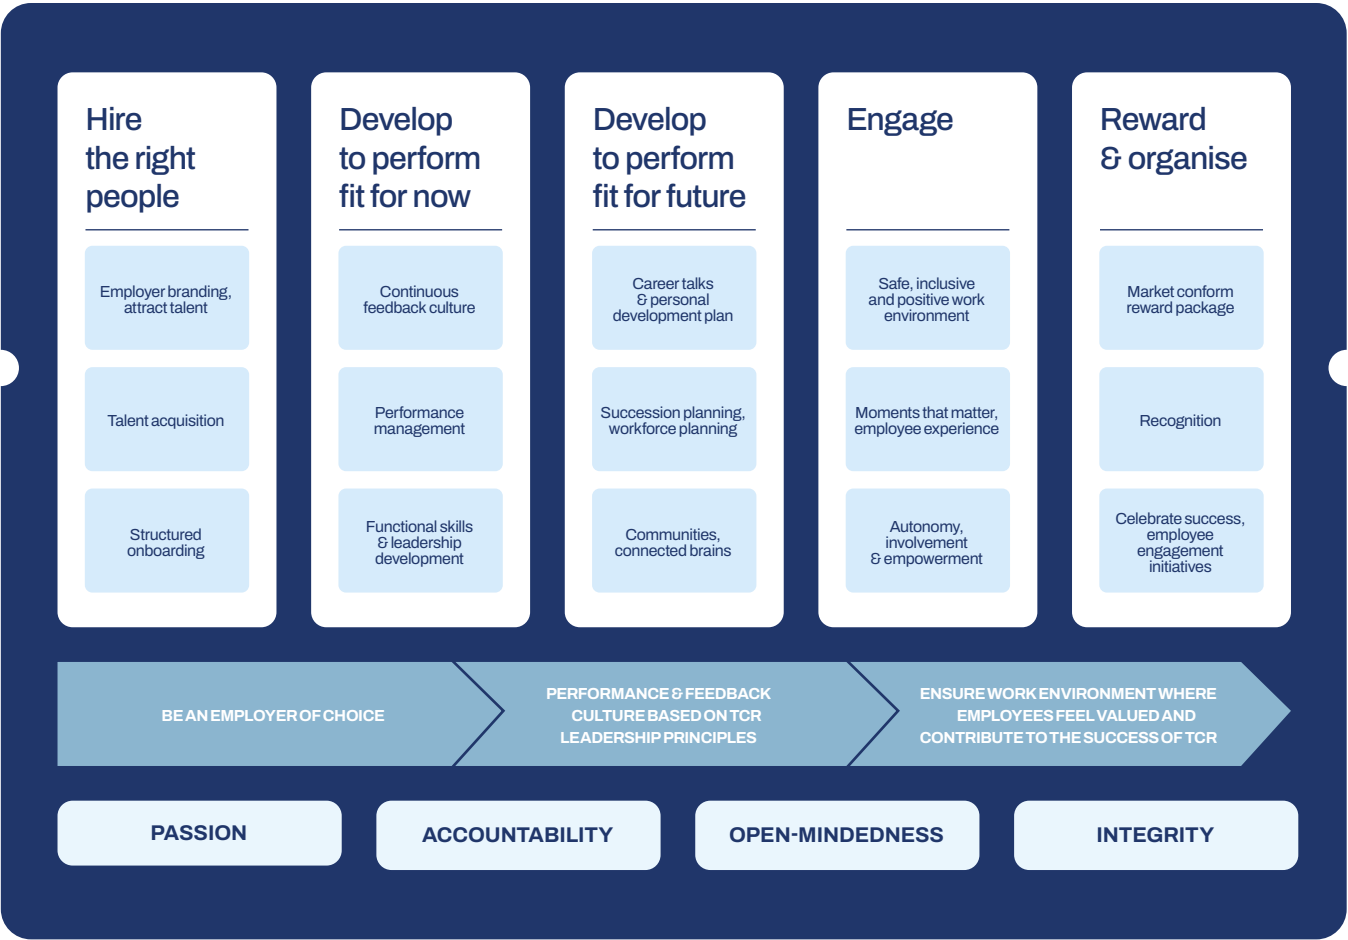 Hire
the right
people
Employer branding,
attract talent
Talent acquisition
Structured
onboarding
Develop
to perform
fit for now
Continuous
feedback culture
Performance
management
Functional skills
& leadership
development
Develop
to perform
fit for future
Career talks
& personal
development plan
Succession planning,
workforce planning
Communities,
connected brains
Engage
Safe, inclusive
and positive work
environment
Moments that matter,
employee experience
Autonomy,
involvement
& empowerment
Reward
& organise
Market conform
reward package
Recognition
Celebrate success,
employee
engagement
initiatives
BE AN EMPLOYER OF CHOICE
PERFORMANCE & FEEDBACK
CULTURE BASED ON TCR
LEADERSHIP PRINCIPLES
ENSURE WORK ENVIRONMENT WHERE
EMPLOYEES FEEL VALUED AND
CONTRIBUTE TO THE SUCCESS OF TCR
PASSION
ACCOUNTABILITY
OPEN-MINDEDNESS
INTEGRITY